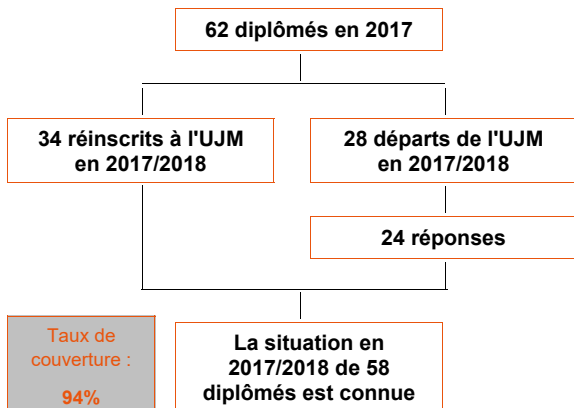 62 diplômés en 2017
34 réinscrits à l'UJM
en 2017/2018
28 départs de l'UJM
en 2017/2018
24 réponses
Taux de
couverture :
94%
La situation en
2017/2018 de 58
diplômés est connue